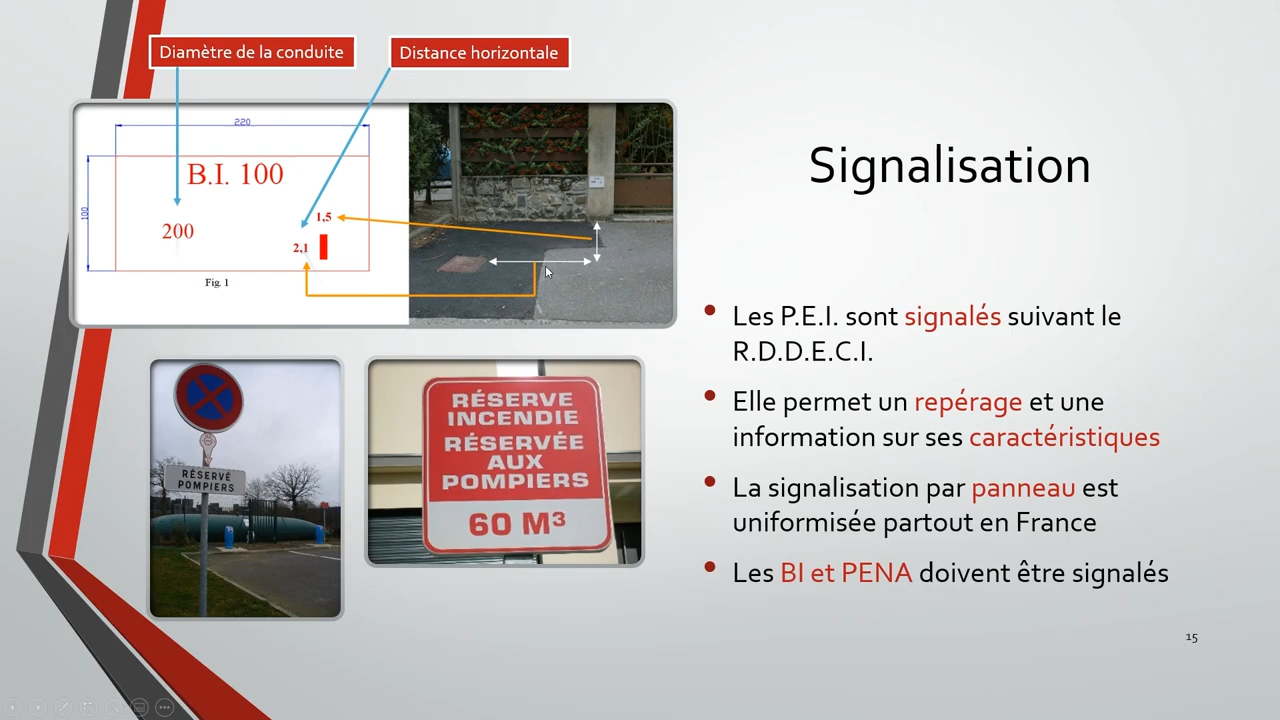 Diamètre de la conduite
Distance horizontale
220
100
B.I. 100
200
1,5
2,1
Fig. 1
RÉSERVÉ
POMPIERS
RÉSERVE
INCENDIE
RÉSERVÉE
AUX
POMPIERS
60 M³
Signalisation
• Les P.E.I. sont signalés suivant le
R.D.D.E.C.I.
• Elle permet un repérage et une
information sur ses caractéristiques
• La signalisation par panneau est
uniformisée partout en France
• Les BI et PENA doivent être signalés
15